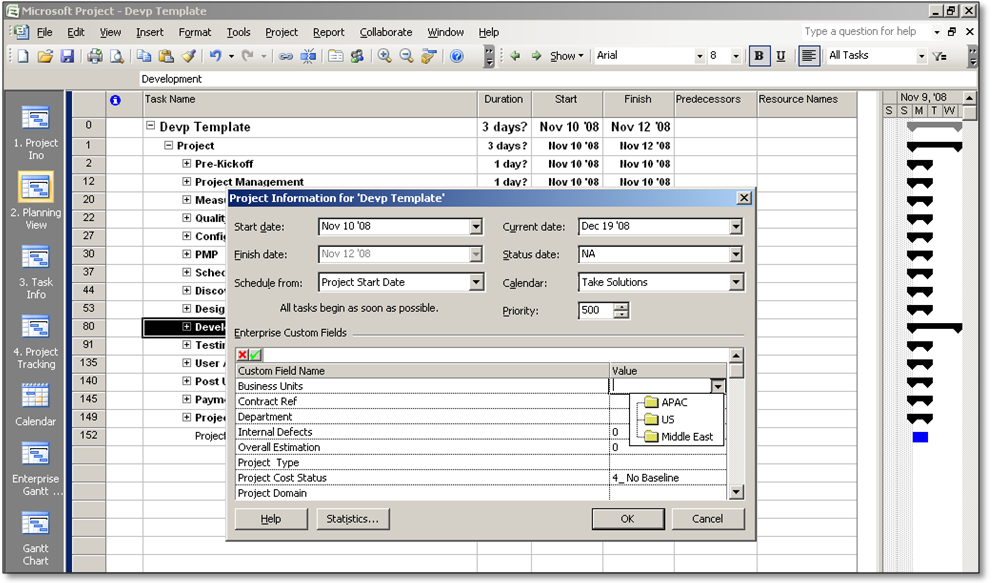 Microsoft Project - Devp Template
File Edit View Insert Format Tools Project Report Collaborate Window Help Type a question for help
Show Arial 8 B U All Tasks
Development
Task Name Duration Start Finish Predecessors Resource Names Nov 9, '08
S S M T W
0 Devp Template 3 days? Nov 10 '08 Nov 12 '08
1 Project 3 days? Nov 10 '08 Nov 12 '08
2 Pre-Kickoff 1 day? Nov 10 '08 Nov 10 '08
12 Project Management 1 day? Nov 10 '08 Nov 10 '08
20 Measu
22 Quality
27 Config
30 PMP
37 Sched
44 Disco
53 Desig
80 Devel
91 Testin
135 User A
140 Post U
145 Paym
149 Projec
152 Projec
1. Project
Ino
2. Planning
View
3. Task
Info
4. Project
Tracking
Calendar
Enterprise
Gantt ...
Gantt
Chart
Project Information for 'Devp Template'
Start date: Nov 10 '08 Current date: Dec 19 '08
Finish date: Nov 12 '08 Status date: NA
Schedule from: Project Start Date Calendar: Take Solutions
All tasks begin as soon as possible. Priority: 500
Enterprise Custom Fields
Custom Field Name Value
Business Units
APAC
US
Middle East
Contract Ref
Department
Internal Defects 0
Overall Estimation 0
Project Type
Project Cost Status 4_ No Baseline
Project Domain
Help Statistics... OK Cancel